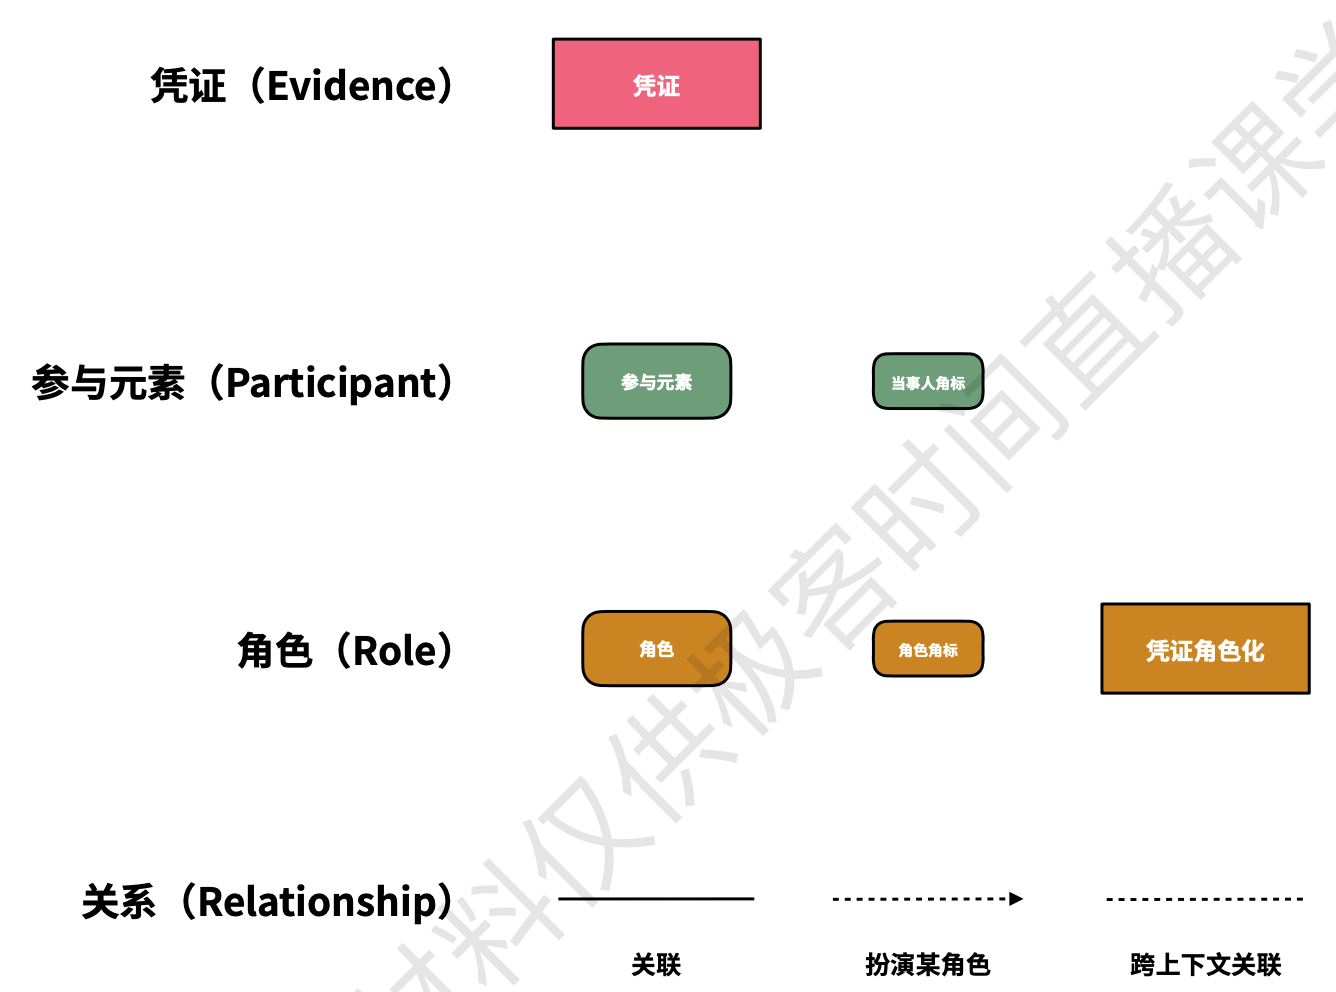 凭证（Evidence）
凭证
参与元素（Participant）
参与元素
当事人角标
角色（Role）
角色
角色角标
凭证角色化
关系（Relationship）
关联
扮演某角色
跨上下文关联
材料仅供极客时间直播课学